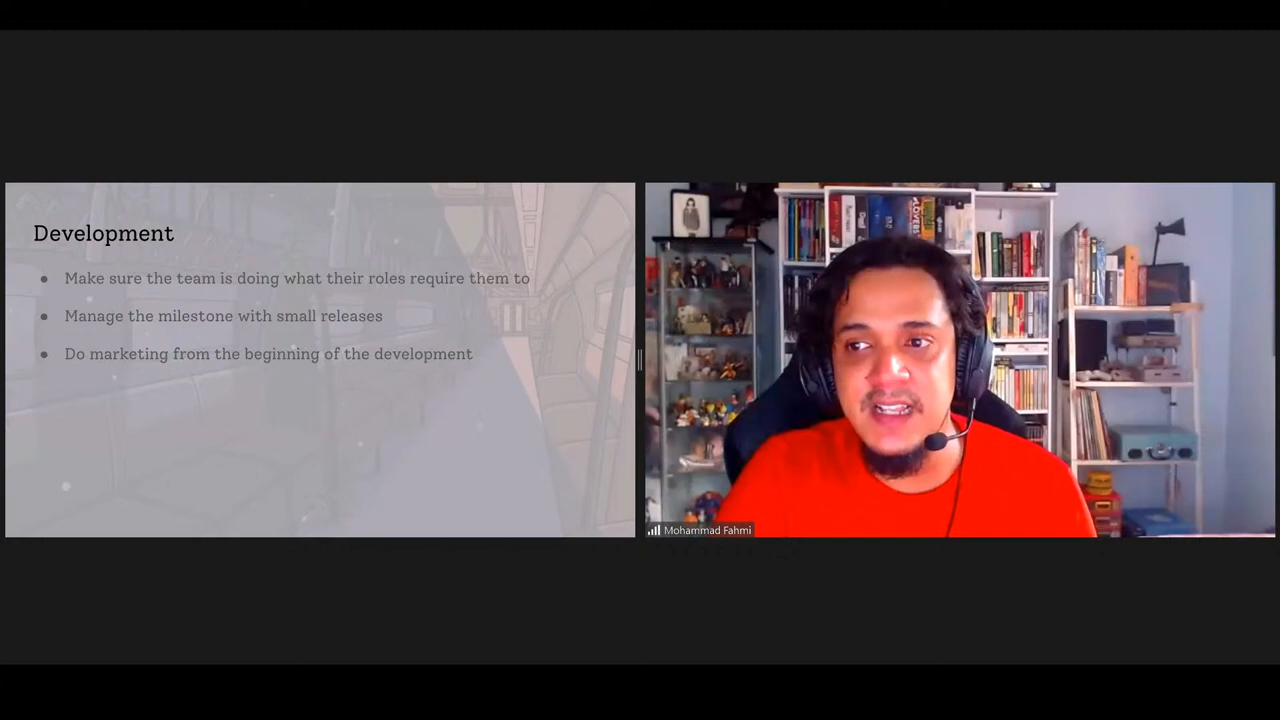 Development
● Make sure the team is doing what their roles require them to
● Manage the milestone with small releases
● Do marketing from the beginning of the development
LOVERS
Mohammad Fahmi